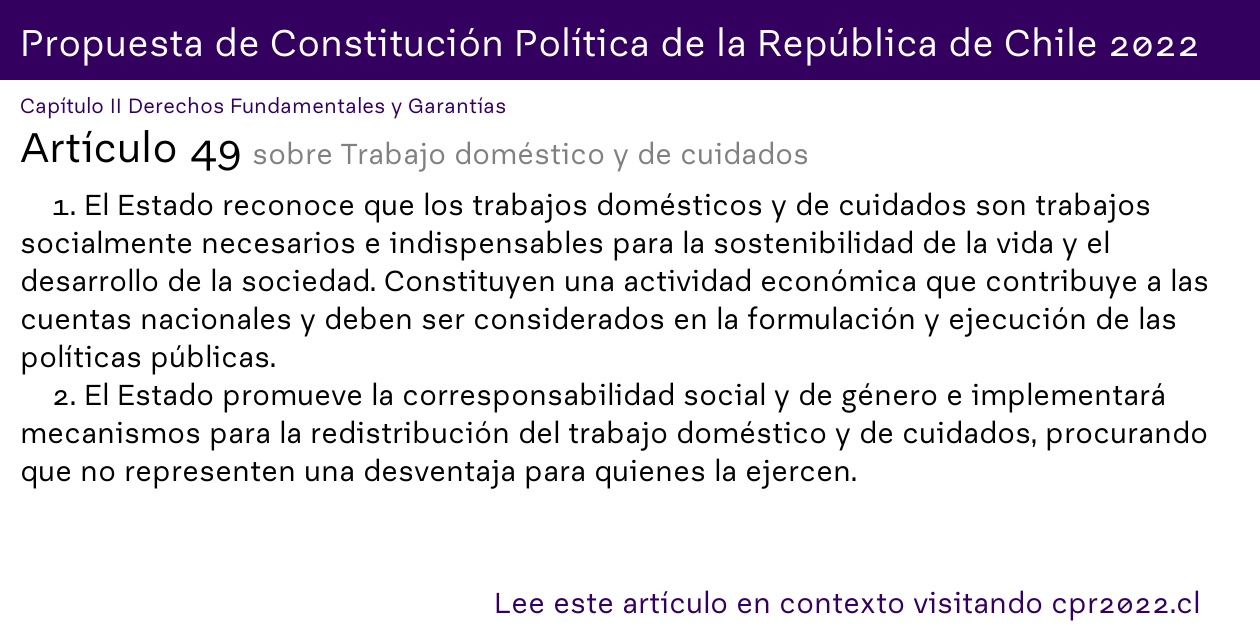 Propuesta de Constitución Política de la República de Chile 2022
Capítulo II Derechos Fundamentales y Garantías
Artículo 49 sobre Trabajo doméstico y de cuidados
1. El Estado reconoce que los trabajos domésticos y de cuidados son trabajos
socialmente necesarios e indispensables para la sostenibilidad de la vida y el
desarrollo de la sociedad. Constituyen una actividad económica que contribuye a las
cuentas nacionales y deben ser considerados en la formulación y ejecución de las
políticas públicas.
2. El Estado promueve la corresponsabilidad social y de género e implementará
mecanismos para la redistribución del trabajo doméstico y de cuidados, procurando
que no representen una desventaja para quienes la ejercen.
Lee este artículo en contexto visitando cpr2022.cl